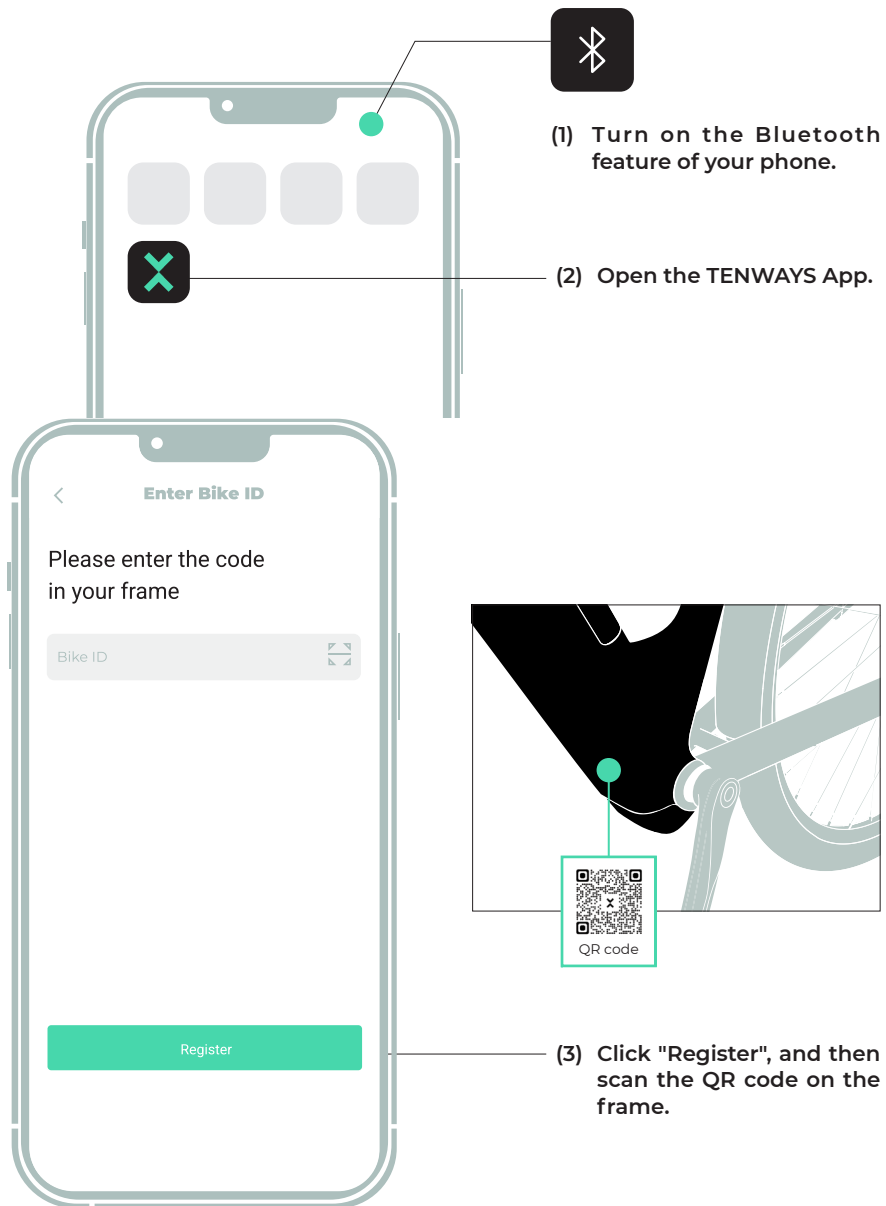 (1) Turn on the Bluetooth
feature of your phone.
(2) Open the TENWAYS App.
Enter Bike ID
Please enter the code
in your frame
Bike ID
QR code
Register
(3) Click "Register", and then
scan the QR code on the
frame.